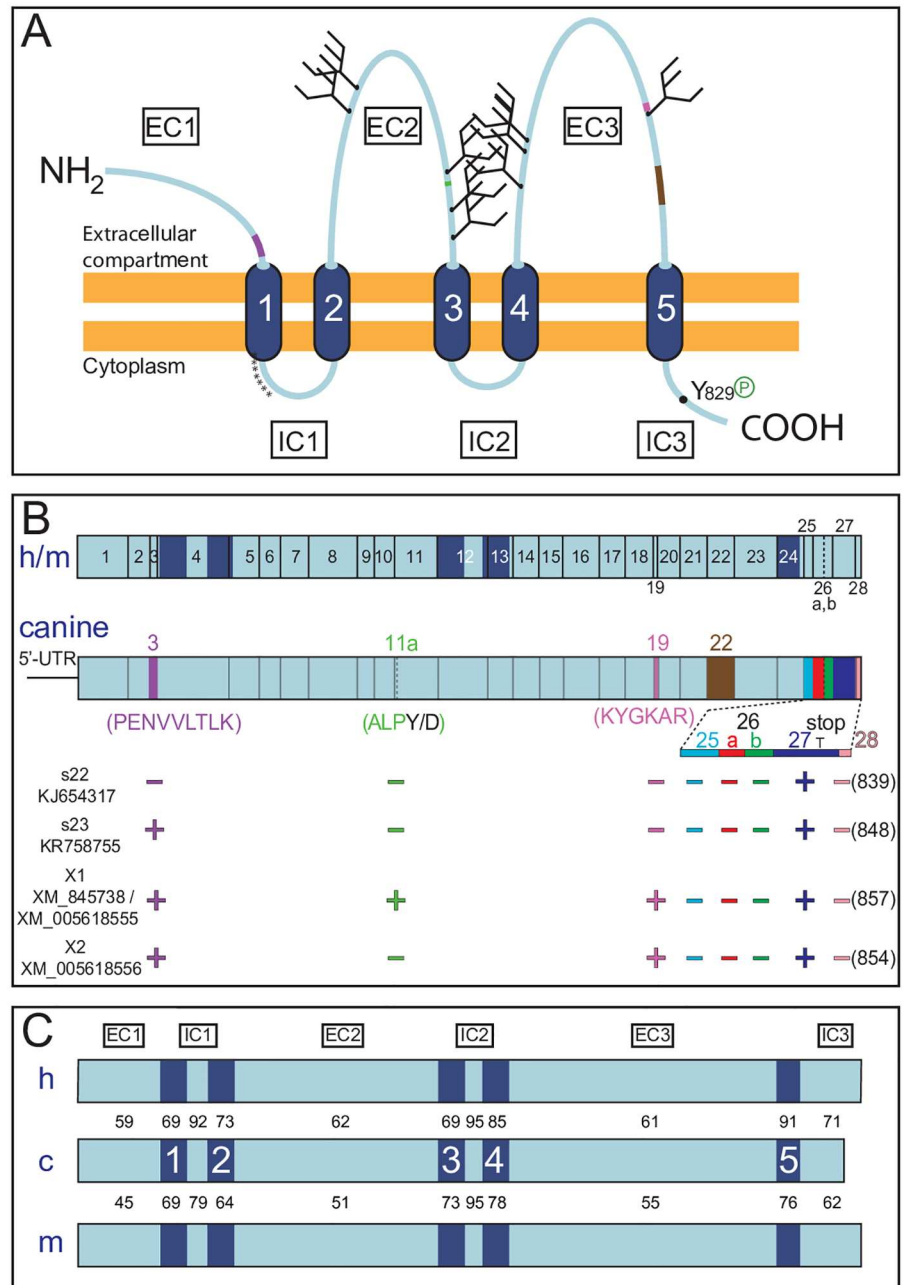 A
EC1
EC2
EC3
NH2
Extracellular
compartment
1 2 3 4 5
Cytoplasm
*******
Y829 P
COOH
IC1 IC2 IC3
B
25 27
h/m 1 2 3 4 5 6 7 8 9 10 11 12 13 14 15 16 17 18 20 21 22 23 24
19 26 28
a,b
canine
3 11a 19 22
5'-UTR
(PENVVLTLK) (ALPY/D) (KYGKAR)
26 stop
25 a b 27 T 28
s22
KJ654317
− − − − − − + − (839)
s23
KR758755
+ − − − − − + − (848)
X1
XM_845738 /
XM_005618555
+ + + − − − + − (857)
X2
XM_005618556
+ − + − − − + − (854)
C
EC1 IC1 EC2 IC2 EC3 IC3
h
59 69 92 73 62 69 95 85 61 91 71
c 1 2 3 4 5
45 69 79 64 51 73 95 78 55 76 62
m